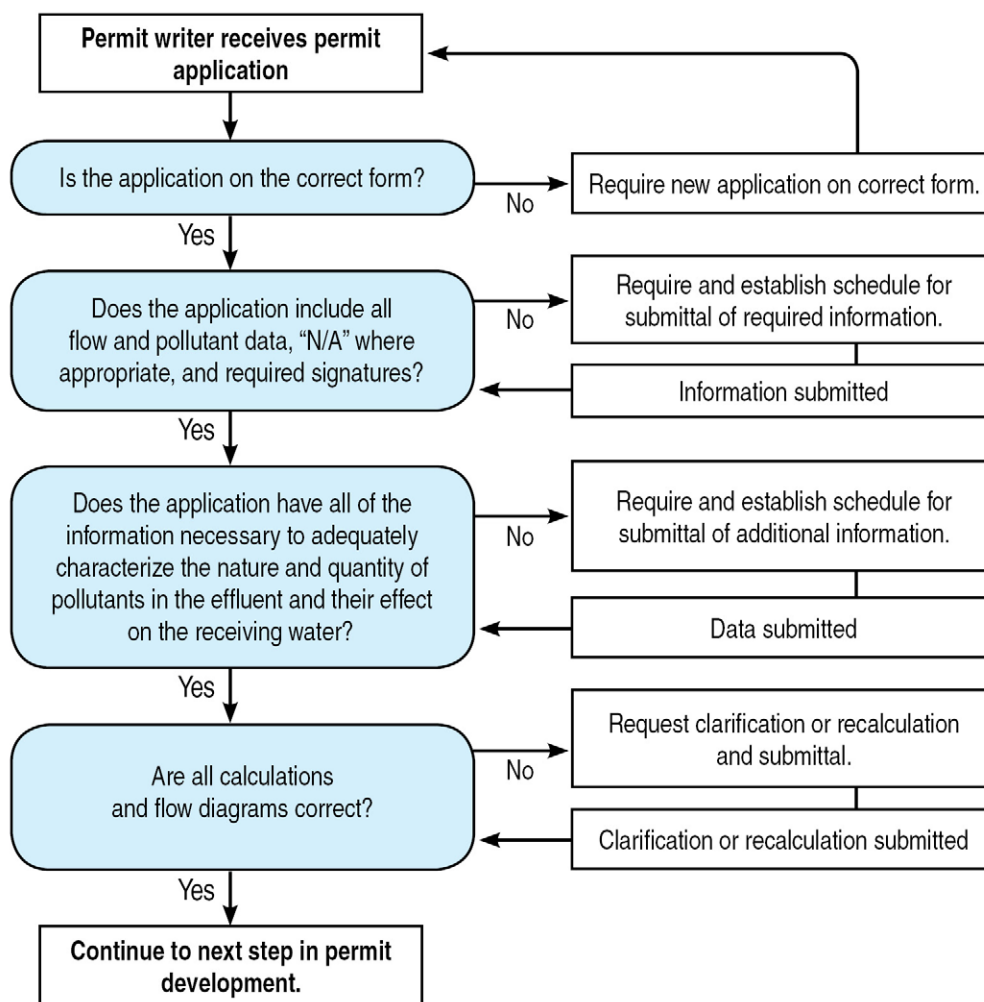 Permit writer receives permit
application
Is the application on the correct form?
No
Require new application on correct form.
Yes
Does the application include all
flow and pollutant data, “N/A” where
appropriate, and required signatures?
No
Require and establish schedule for
submittal of required information.
Information submitted
Yes
Does the application have all of the
information necessary to adequately
characterize the nature and quantity of
pollutants in the effluent and their effect
on the receiving water?
No
Require and establish schedule for
submittal of additional information.
Data submitted
Yes
Are all calculations
and flow diagrams correct?
No
Request clarification or recalculation
and submittal.
Clarification or recalculation submitted
Yes
Continue to next step in permit
development.